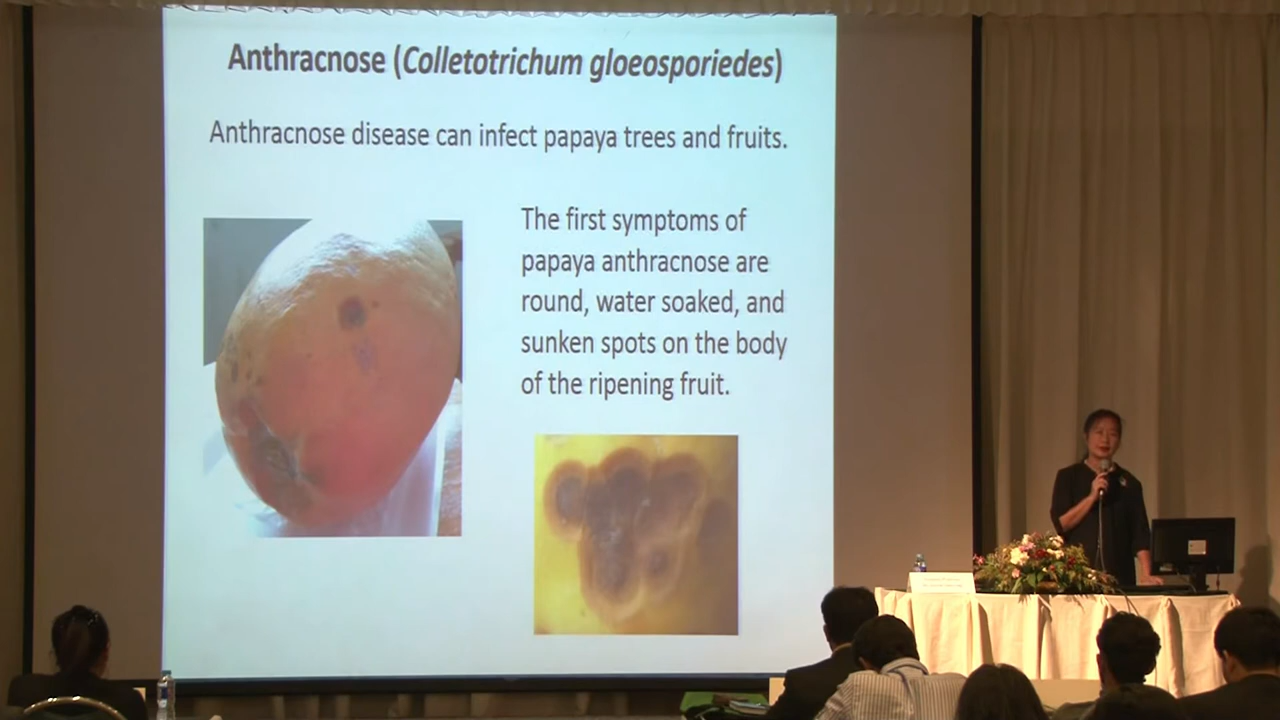 Anthracnose (Colletotrichum gloeosporiedes)
Anthracnose disease can infect papaya trees and fruits.
The first symptoms of
papaya anthracnose are
round, water soaked, and
sunken spots on the body
of the ripening fruit.